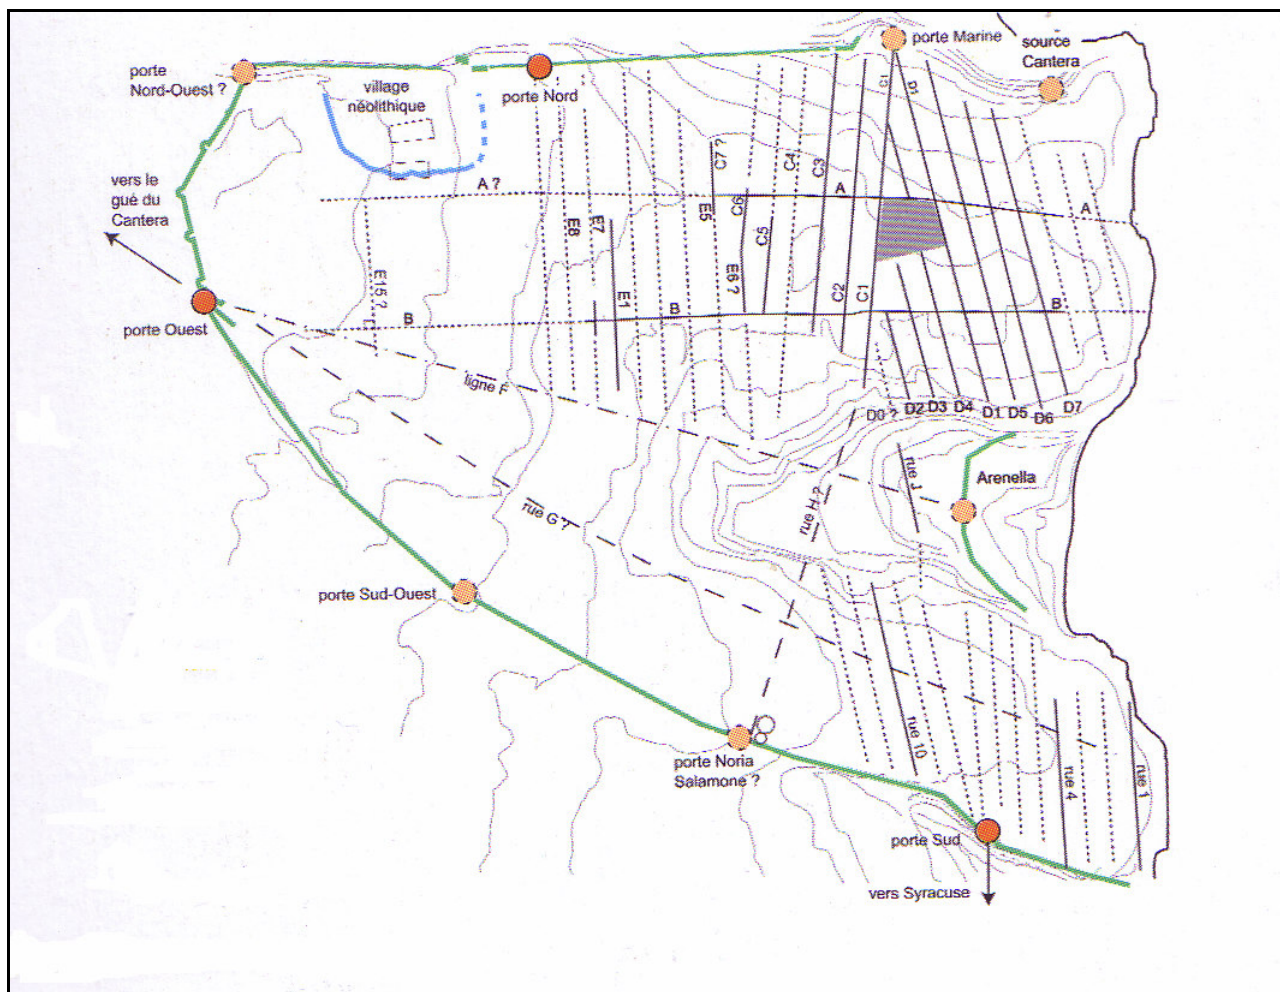 porte Marine
source
Cantera
porte
Nord-Ouest ?
village
néolithique
porte Nord
C1
D1
C7 ?
C4
C3
vers le
gué du
Cantera
A ?
A
A
E8
E7
E5
C6
C5
E15 ?
E1
E6 ?
C2
C1
porte Ouest
B
B
B
ligne F
D0 ?
D2
D3
D4
D1
D5
D6
D7
rue G ?
rue H ?
rue J
Arenella
porte Sud-Ouest
rue 10
porte Noria
Salamone ?
rue 4
rue 1
porte Sud
vers Syracuse